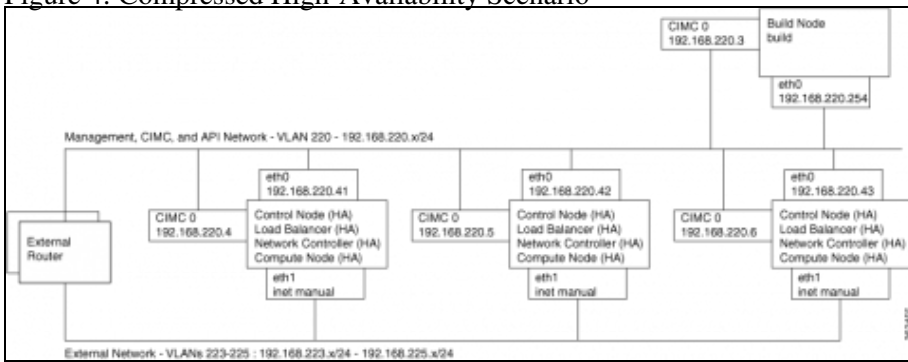 Figure 4: Compressed High-Availability Scenario
CIMC 0
192.168.220.3
Build Node
build
eth0
192.168.220.254
Management, CIMC, and API Network - VLAN 220 - 192.168.220.x/24
eth0
192.168.220.41
eth0
192.168.220.42
eth0
192.168.220.43
External
Router
CIMC 0
192.168.220.4
Control Node (HA)
Load Balancer (HA)
Network Controller (HA)
Compute Node (HA)
CIMC 0
192.168.220.5
Control Node (HA)
Load Balancer (HA)
Network Controller (HA)
Compute Node (HA)
CIMC 0
192.168.220.6
Control Node (HA)
Load Balancer (HA)
Network Controller (HA)
Compute Node (HA)
eth1
inet manual
eth1
inet manual
eth1
inet manual
External Network - VLANs 223-225 : 192.168.223.x/24 - 192.168.225.x/24